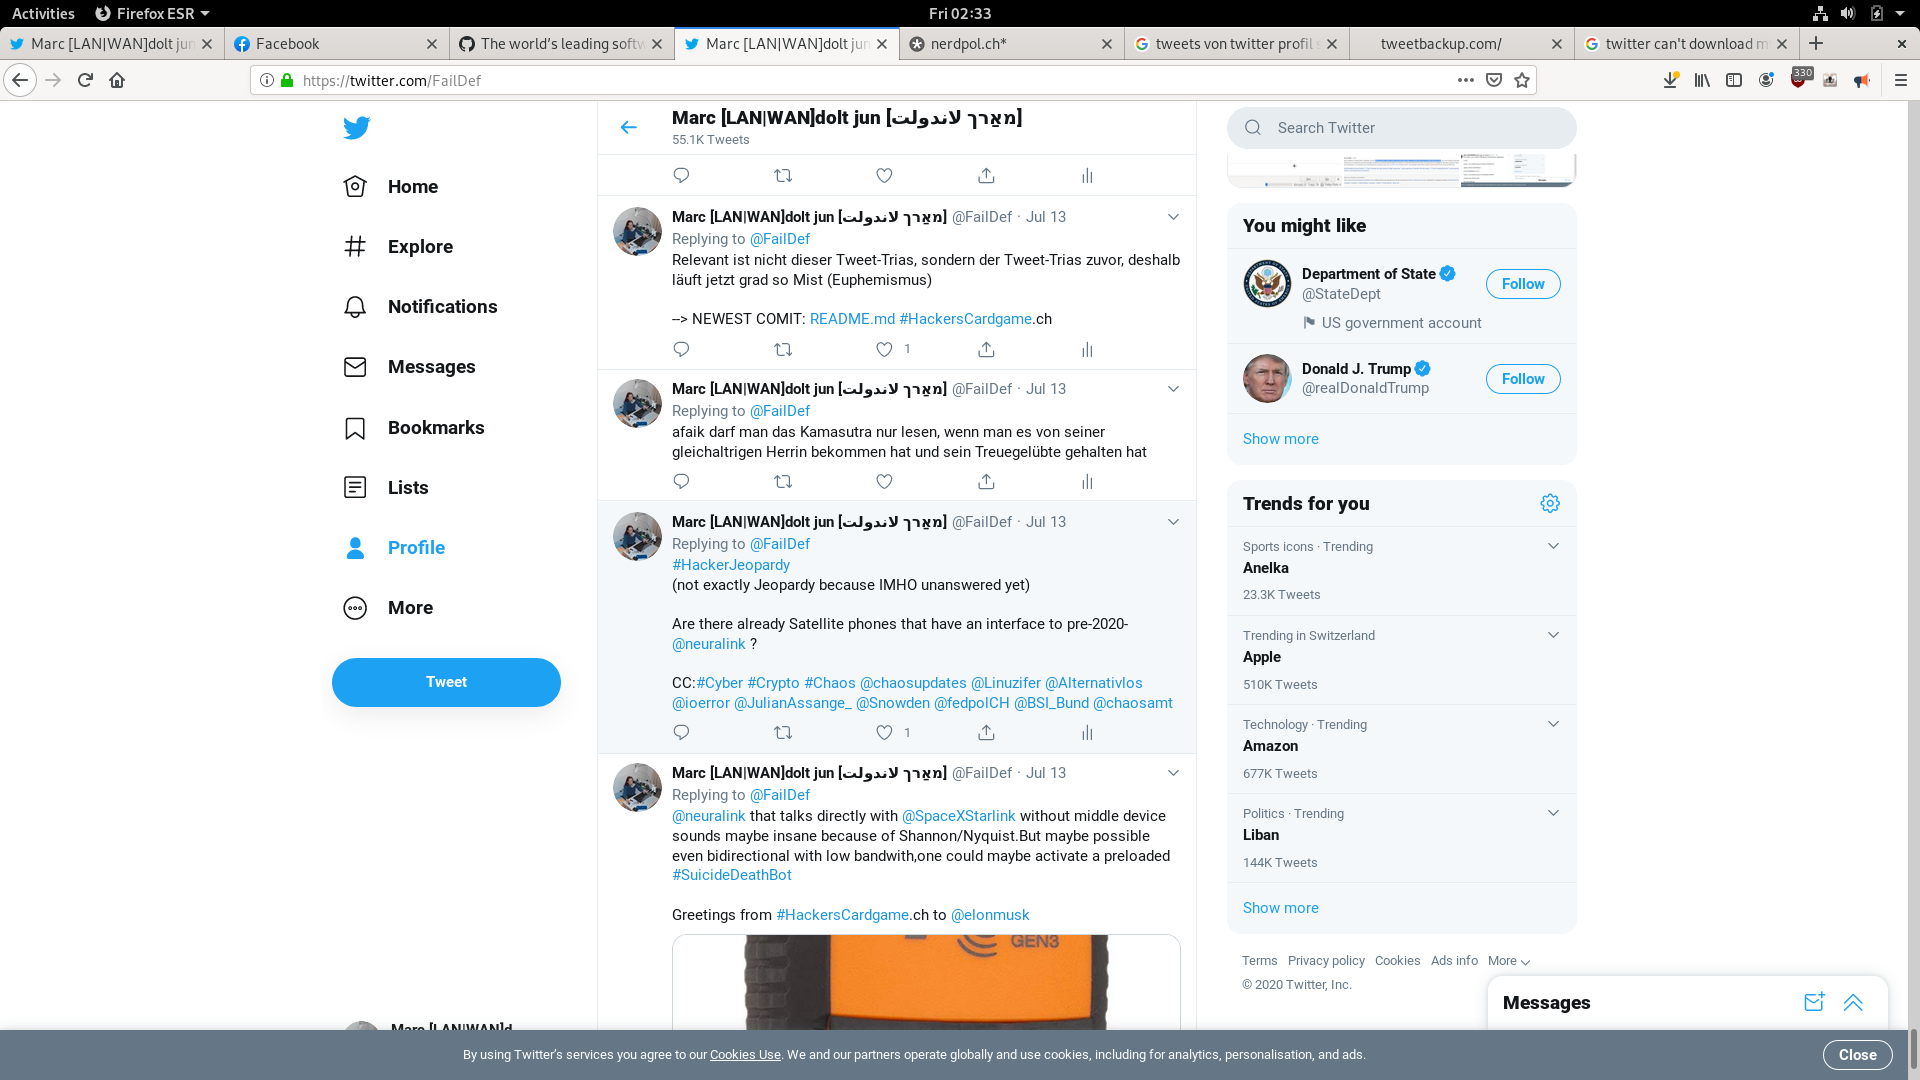 Activities
Firefox ESR
Fri 02:33
Marc [LAN|WAN]dolt jun
Facebook
The world's leading softw
Marc [LAN|WAN]dolt jun
nerdpol.ch*
tweets von twitter profil s
tweetbackup.com/
twitter can't download m
https://twitter.com/FailDef
330
Home
Explore
Notifications
Messages
Bookmarks
Lists
Profile
More
Tweet
Marc [LAN|WAN]d
Marc [LAN|WAN]dolt jun [מאַרך לאנדולת]
55.1K Tweets
Marc [LAN|WAN]dolt jun [מאַרך לאנדולת] @FailDef · Jul 13
Replying to @FailDef
Relevant ist nicht dieser Tweet-Trias, sondern der Tweet-Trias zuvor, deshalb
läuft jetzt grad so Mist (Euphemismus)
--> NEWEST COMIT: README.md #HackersCardgame.ch
1
Marc [LAN|WAN]dolt jun [מאַרך לאנדולת] @FailDef · Jul 13
Replying to @FailDef
afaik darf man das Kamasutra nur lesen, wenn man es von seiner
gleichaltrigen Herrin bekommen hat und sein Treuegelübte gehalten hat
Marc [LAN|WAN]dolt jun [מאַרך לאנדולת] @FailDef · Jul 13
Replying to @FailDef
#HackerJeopardy
(not exactly Jeopardy because IMHO unanswered yet)
Are there already Satellite phones that have an interface to pre-2020-
@neuralink ?
CC:#Cyber #Crypto #Chaos @chaosupdates @Linuzifer @Alternativlos
@ioerror @JulianAssange_ @Snowden @fedpolCH @BSI_Bund @chaosamt
1
Marc [LAN|WAN]dolt jun [מאַרך לאנדולת] @FailDef · Jul 13
Replying to @FailDef
@neuralink that talks directly with @SpaceXStarlink without middle device
sounds maybe insane because of Shannon/Nyquist.But maybe possible
even bidirectional with low bandwith,one could maybe activate a preloaded
#SuicideDeathBot
Greetings from #HackersCardgame.ch to @elonmusk
GEN3
Search Twitter
You might like
Department of State
@StateDept
US government account
Follow
Donald J. Trump
@realDonaldTrump
Follow
Show more
Trends for you
Sports icons · Trending
Anelka
23.3K Tweets
Trending in Switzerland
Apple
510K Tweets
Technology · Trending
Amazon
677K Tweets
Politics · Trending
Liban
144K Tweets
Show more
Terms Privacy policy Cookies Ads info More
© 2020 Twitter, Inc.
Messages
By using Twitter's services you agree to our Cookies Use. We and our partners operate globally and use cookies, including for analytics, personalisation, and ads.
Close